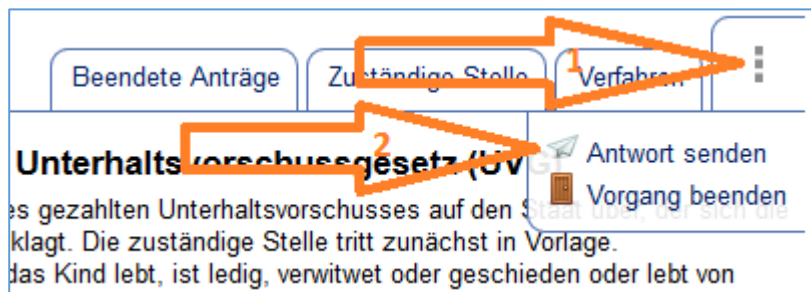 1
Beendete Anträge Zuständige Stelle Verfahren
2
Antwort senden
Unterhaltsvorschussgesetz (UVG)
Vorgang beenden
es gezahlten Unterhaltsvorschusses auf den Staat über, der sich die
klagt. Die zuständige Stelle tritt zunächst in Vorlage.
das Kind lebt, ist ledig, verwitwet oder geschieden oder lebt von